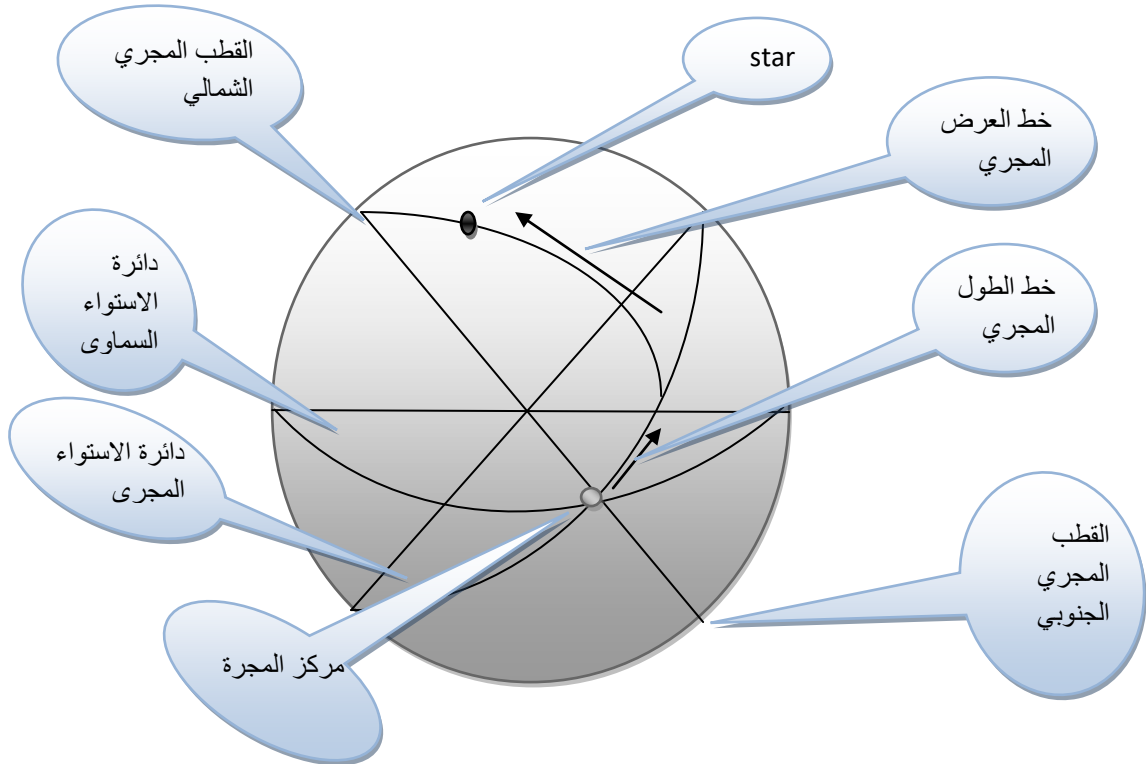 القطب المجري
الشمالي
star
خط العرض
المجري
دائرة
الاستواء
السماوى
خط الطول
المجري
دائرة الاستواء
المجرى
القطب
المجري
الجنوبي
مركز المجرة